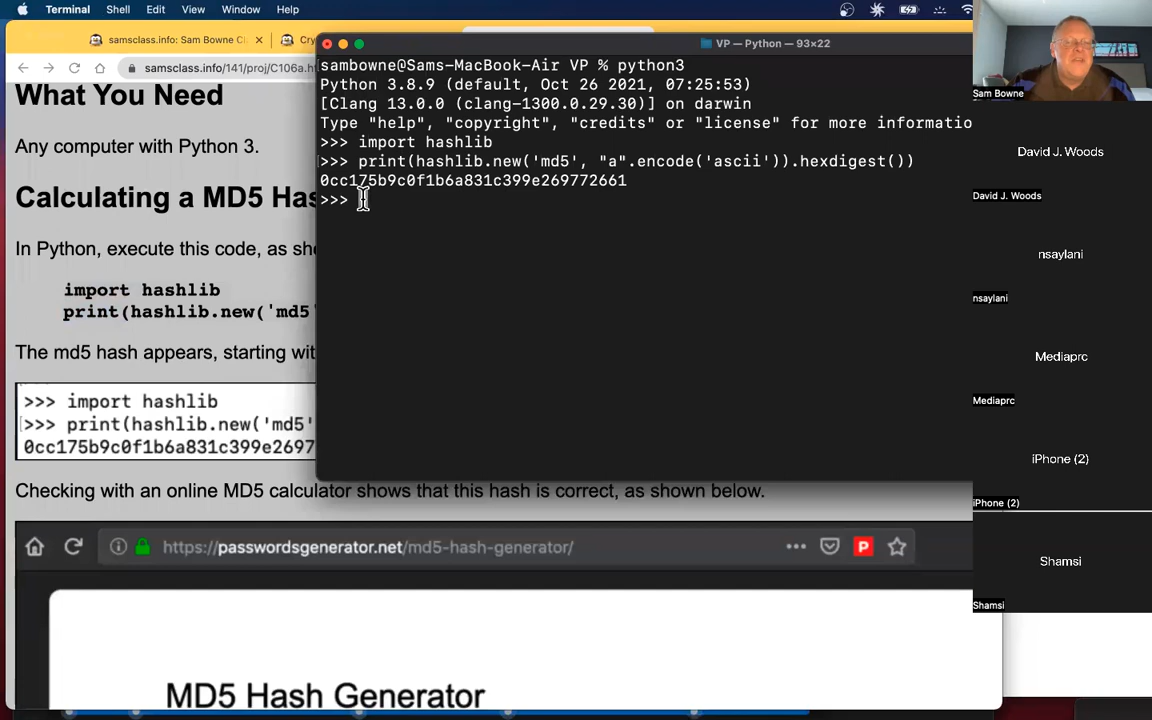 Terminal Shell Edit View Window Help
samsclass.info: Sam Bowne Cl
Cry
samsclass.info/141/proj/C106a.h
What You Need
Any computer with Python 3.
Calculating a MD5 Has
In Python, execute this code, as sho
import hashlib
print(hashlib.new('md5'
The md5 hash appears, starting wit
>>> import hashlib
>>> print(hashlib.new('md5'
0cc175b9c0f1b6a831c399e2697
Checking with an online MD5 calculator shows that this hash is correct, as shown below.
https://passwordsgenerator.net/md5-hash-generator/
MD5 Hash Generator
VP — Python — 93×22
sambowne@Sams-MacBook-Air VP % python3
Python 3.8.9 (default, Oct 26 2021, 07:25:53)
[Clang 13.0.0 (clang-1300.0.29.30)] on darwin
Type "help", "copyright", "credits" or "license" for more informatio
>>> import hashlib
>>> print(hashlib.new('md5', "a".encode('ascii')).hexdigest())
0cc175b9c0f1b6a831c399e269772661
>>>
Sam Bowne
David J. Woods
David J. Woods
nsaylani
nsaylani
Mediaprc
Mediaprc
iPhone (2)
iPhone (2)
Shamsi
Shamsi